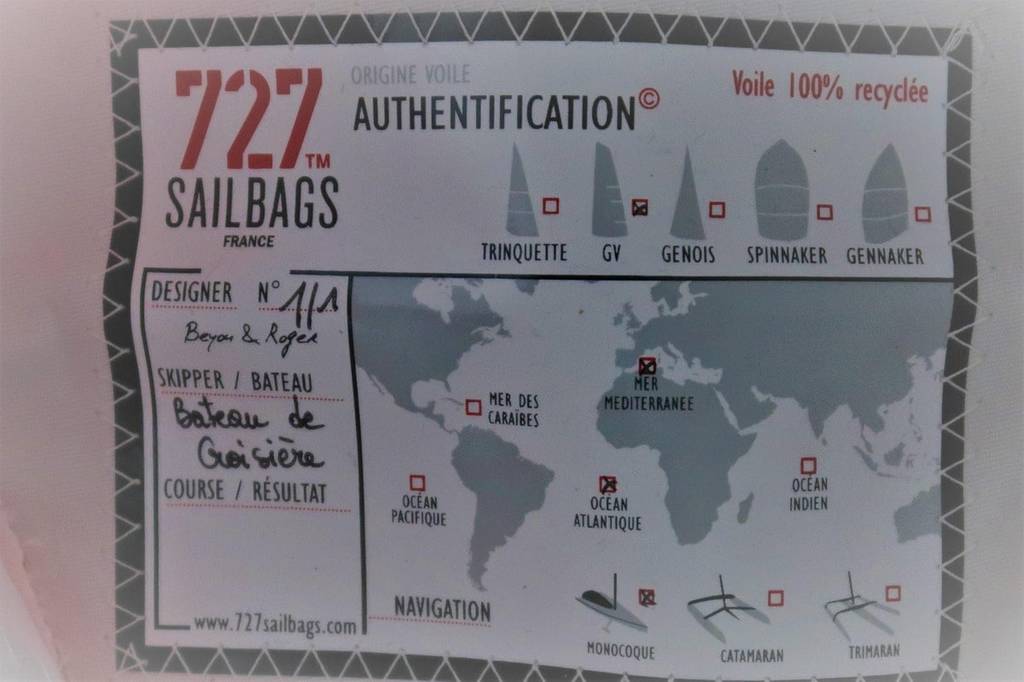 727™
SAILBAGS
FRANCE
ORIGINE VOILE
AUTHENTIFICATION©
Voile 100% recyclée
TRINQUETTE GV GENOIS SPINNAKER GENNAKER
DESIGNER N° 1/1
Beyou & Roger
SKIPPER / BATEAU
Bateau de
Croisière
COURSE / RÉSULTAT
www.727sailbags.com
MER DES
CARAÏBES
MER
MEDITERRANEE
OCÉAN
PACIFIQUE
OCÉAN
ATLANTIQUE
OCÉAN
INDIEN
NAVIGATION
MONOCOQUE CATAMARAN TRIMARAN